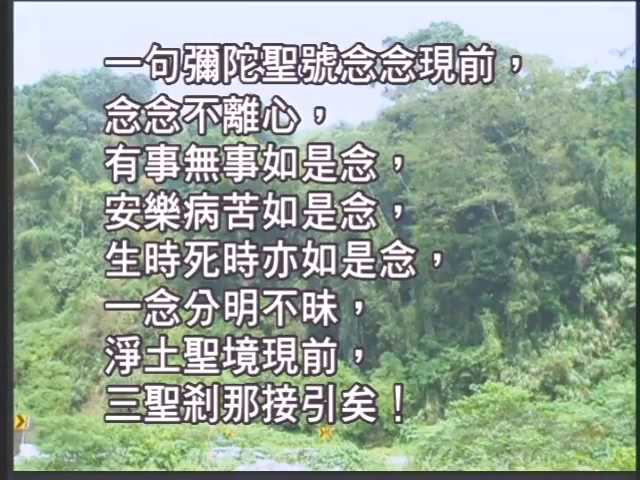 一句彌陀聖號念念現前，
念念不離心，
有事無事如是念，
安樂病苦如是念，
生時死時亦如是念，
一念分明不昧，
淨土聖境現前，
三聖剎那接引矣！